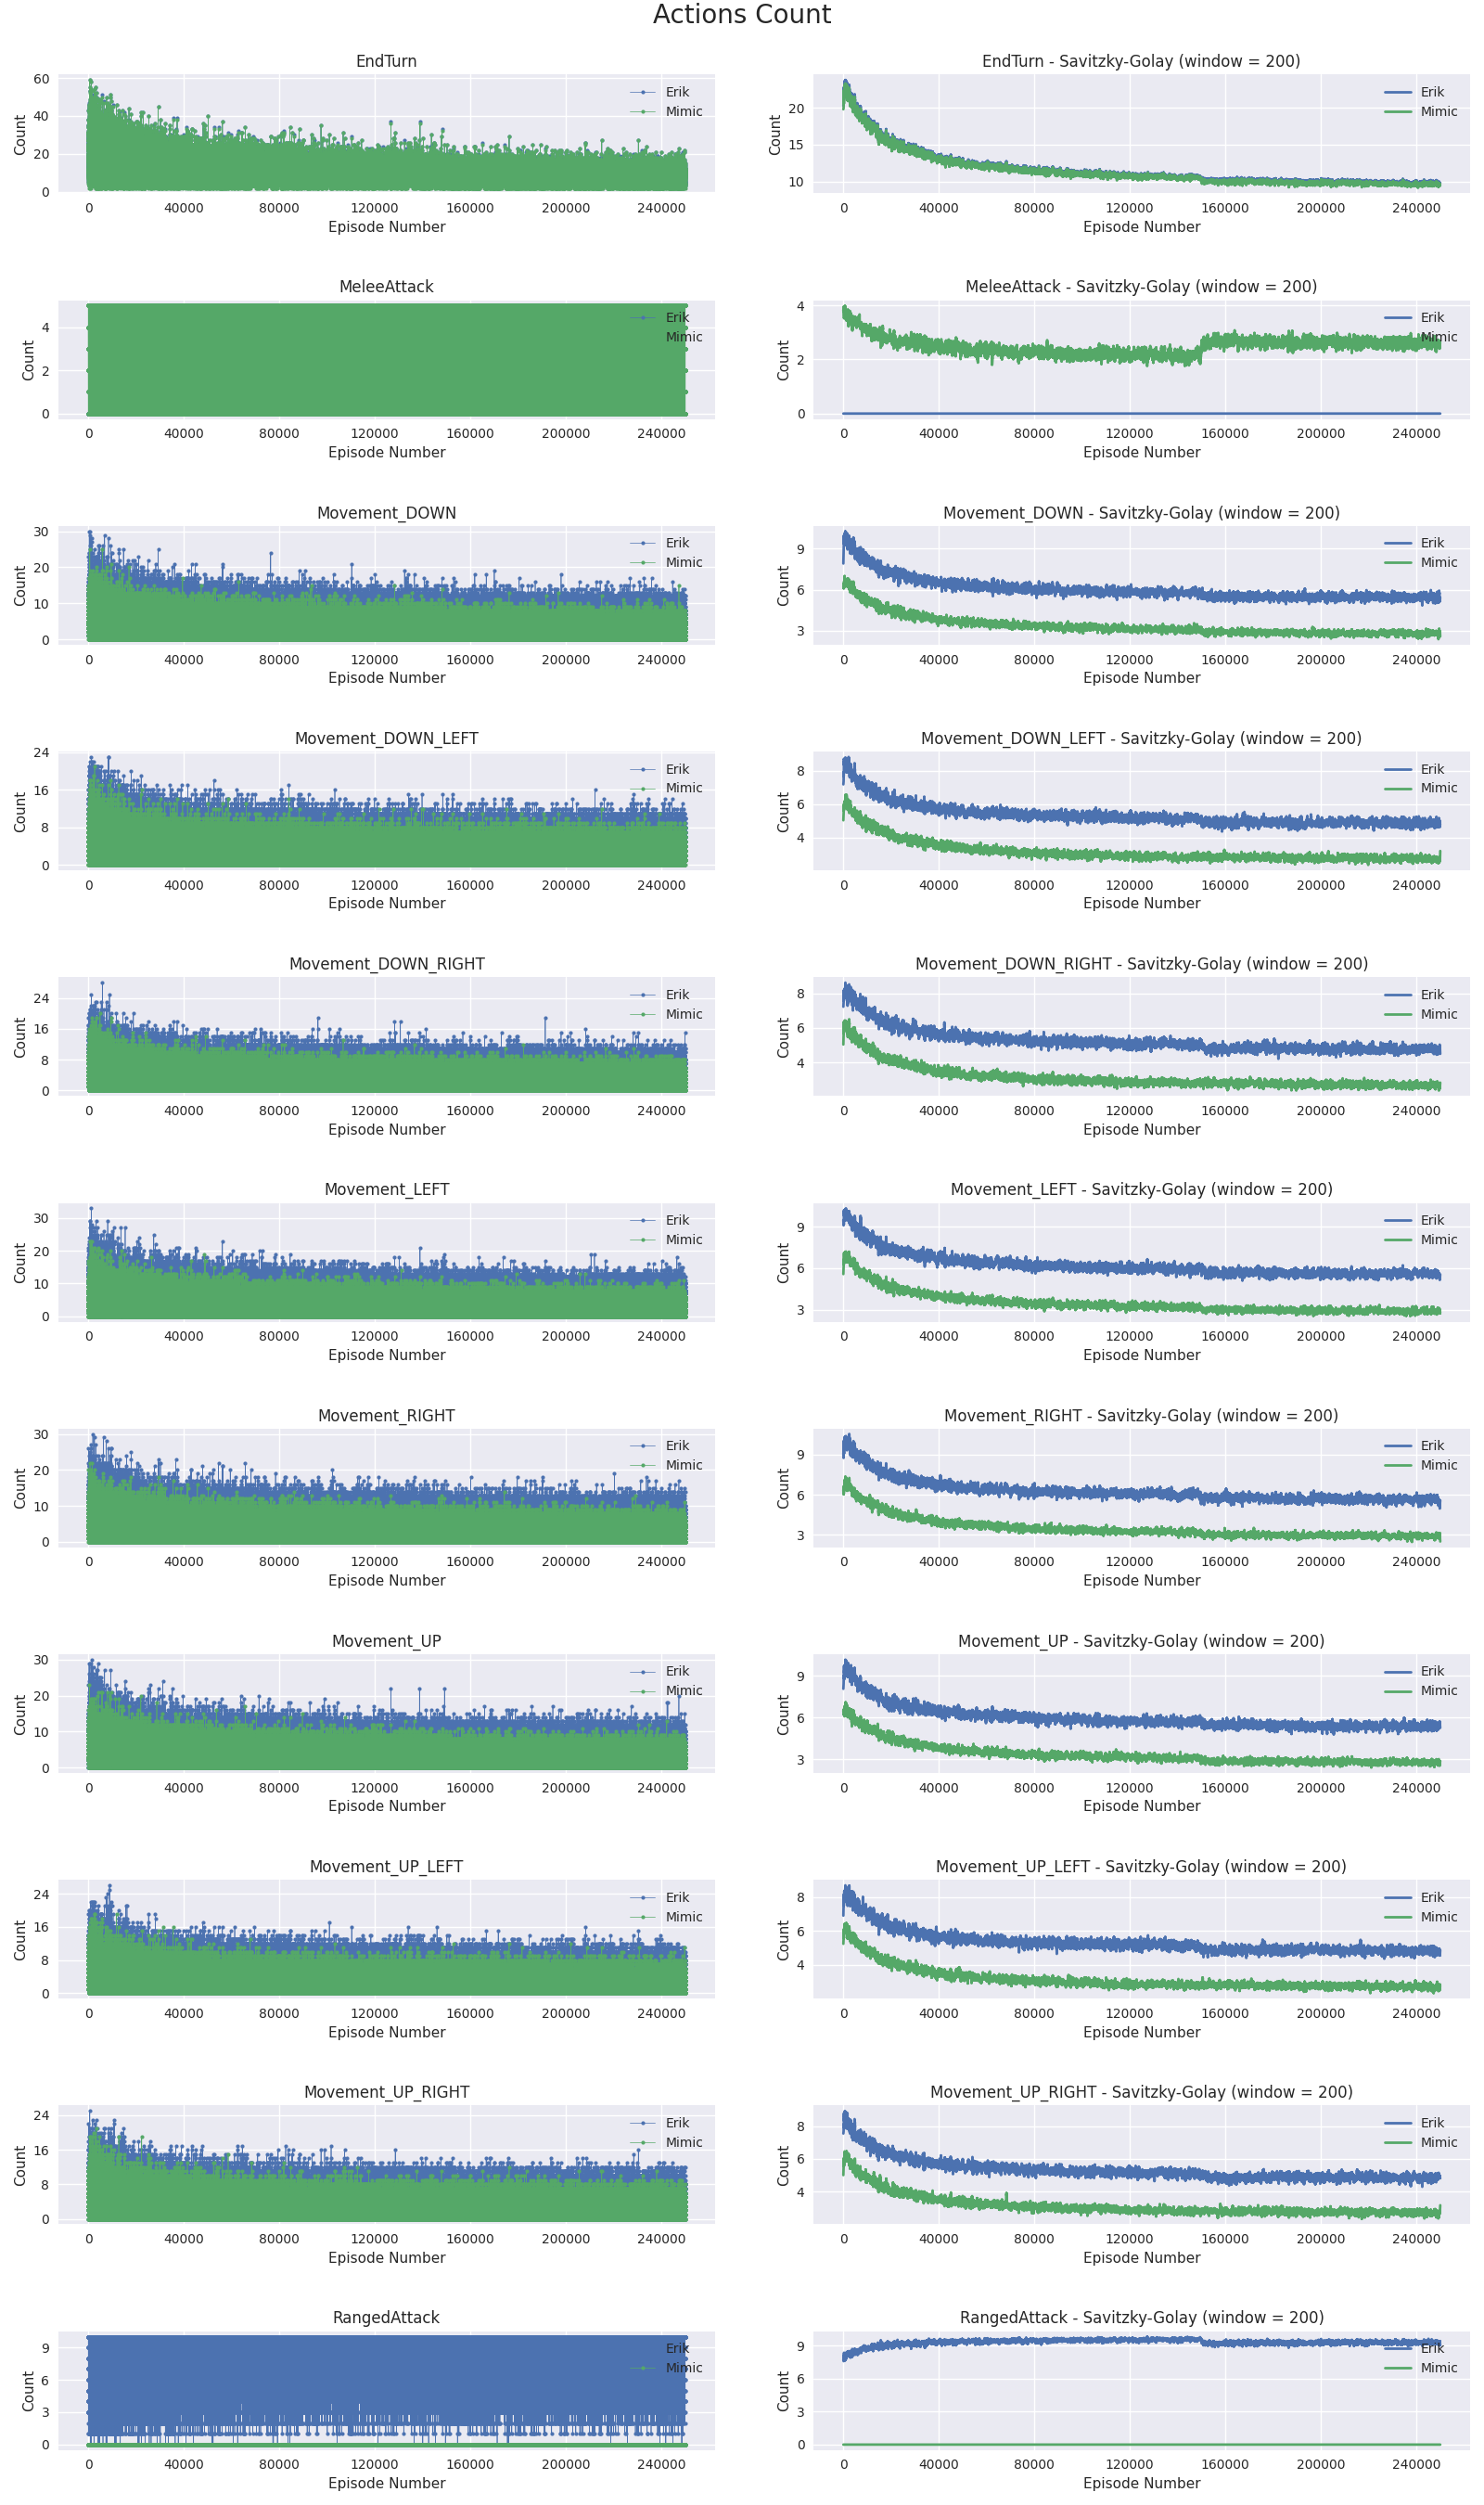 Actions Count
EndTurn
EndTurn - Savitzky-Golay (window = 200)
60
40
20
0
Count
Erik
Mimic
0 40000 80000 120000 160000 200000 240000
Episode Number
20
15
10
Count
Erik
Mimic
0 40000 80000 120000 160000 200000 240000
Episode Number
MeleeAttack
MeleeAttack - Savitzky-Golay (window = 200)
4
2
0
Count
Erik
Mimic
0 40000 80000 120000 160000 200000 240000
Episode Number
4
2
0
Count
Erik
Mimic
0 40000 80000 120000 160000 200000 240000
Episode Number
Movement_DOWN
Movement_DOWN - Savitzky-Golay (window = 200)
30
20
10
0
Count
Erik
Mimic
0 40000 80000 120000 160000 200000 240000
Episode Number
9
6
3
Count
Erik
Mimic
0 40000 80000 120000 160000 200000 240000
Episode Number
Movement_DOWN_LEFT
Movement_DOWN_LEFT - Savitzky-Golay (window = 200)
24
16
8
0
Count
Erik
Mimic
0 40000 80000 120000 160000 200000 240000
Episode Number
8
6
4
Count
Erik
Mimic
0 40000 80000 120000 160000 200000 240000
Episode Number
Movement_DOWN_RIGHT
Movement_DOWN_RIGHT - Savitzky-Golay (window = 200)
24
16
8
0
Count
Erik
Mimic
0 40000 80000 120000 160000 200000 240000
Episode Number
8
6
4
Count
Erik
Mimic
0 40000 80000 120000 160000 200000 240000
Episode Number
Movement_LEFT
Movement_LEFT - Savitzky-Golay (window = 200)
30
20
10
0
Count
Erik
Mimic
0 40000 80000 120000 160000 200000 240000
Episode Number
9
6
3
Count
Erik
Mimic
0 40000 80000 120000 160000 200000 240000
Episode Number
Movement_RIGHT
Movement_RIGHT - Savitzky-Golay (window = 200)
30
20
10
0
Count
Erik
Mimic
0 40000 80000 120000 160000 200000 240000
Episode Number
9
6
3
Count
Erik
Mimic
0 40000 80000 120000 160000 200000 240000
Episode Number
Movement_UP
Movement_UP - Savitzky-Golay (window = 200)
30
20
10
0
Count
Erik
Mimic
0 40000 80000 120000 160000 200000 240000
Episode Number
9
6
3
Count
Erik
Mimic
0 40000 80000 120000 160000 200000 240000
Episode Number
Movement_UP_LEFT
Movement_UP_LEFT - Savitzky-Golay (window = 200)
24
16
8
0
Count
Erik
Mimic
0 40000 80000 120000 160000 200000 240000
Episode Number
8
6
4
Count
Erik
Mimic
0 40000 80000 120000 160000 200000 240000
Episode Number
Movement_UP_RIGHT
Movement_UP_RIGHT - Savitzky-Golay (window = 200)
24
16
8
0
Count
Erik
Mimic
0 40000 80000 120000 160000 200000 240000
Episode Number
8
6
4
Count
Erik
Mimic
0 40000 80000 120000 160000 200000 240000
Episode Number
RangedAttack
RangedAttack - Savitzky-Golay (window = 200)
9
6
3
0
Count
Erik
Mimic
0 40000 80000 120000 160000 200000 240000
Episode Number
9
6
3
0
Count
Erik
Mimic
0 40000 80000 120000 160000 200000 240000
Episode Number